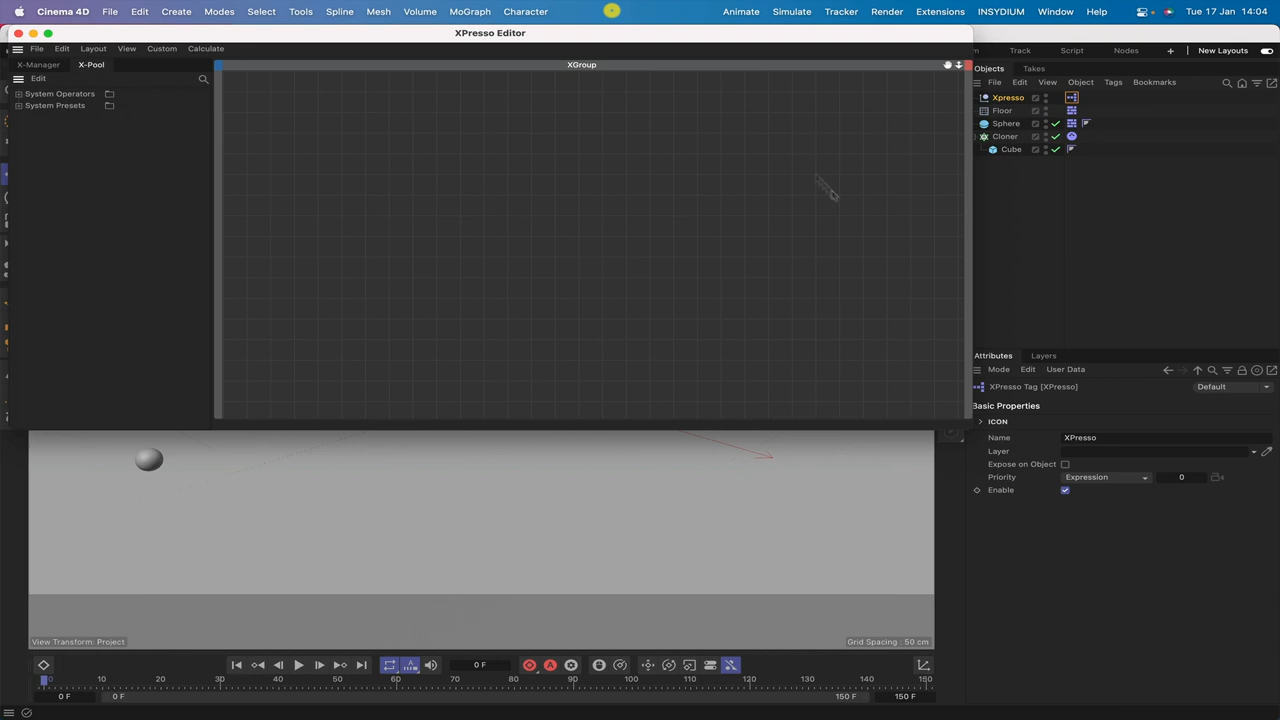 Cinema 4D File Edit Create Modes Select Tools Spline Mesh Volume MoGraph Character Animate Simulate Tracker Render Extensions INSYDIUM Window Help Tue 17 Jan 14:04
XPresso Editor
File Edit Layout View Custom Calculate
Track Script Nodes New Layouts
X-Manager X-Pool
XGroup
Objects Takes
Edit
File Edit View Object Tags Bookmarks
System Operators
System Presets
Xpresso
Floor
Sphere
Cloner
Cube
Attributes Layers
Mode Edit User Data
XPresso Tag [XPresso] Default
Basic Properties
ICON
Name XPresso
Layer
Expose on Object
Priority Expression 0
Enable
View Transform: Project Grid Spacing : 50 cm
0 F
0 10 20 30 40 50 60 70 80 90 100 110 120 130 140 150
0 F 0 F 150 F 150 F